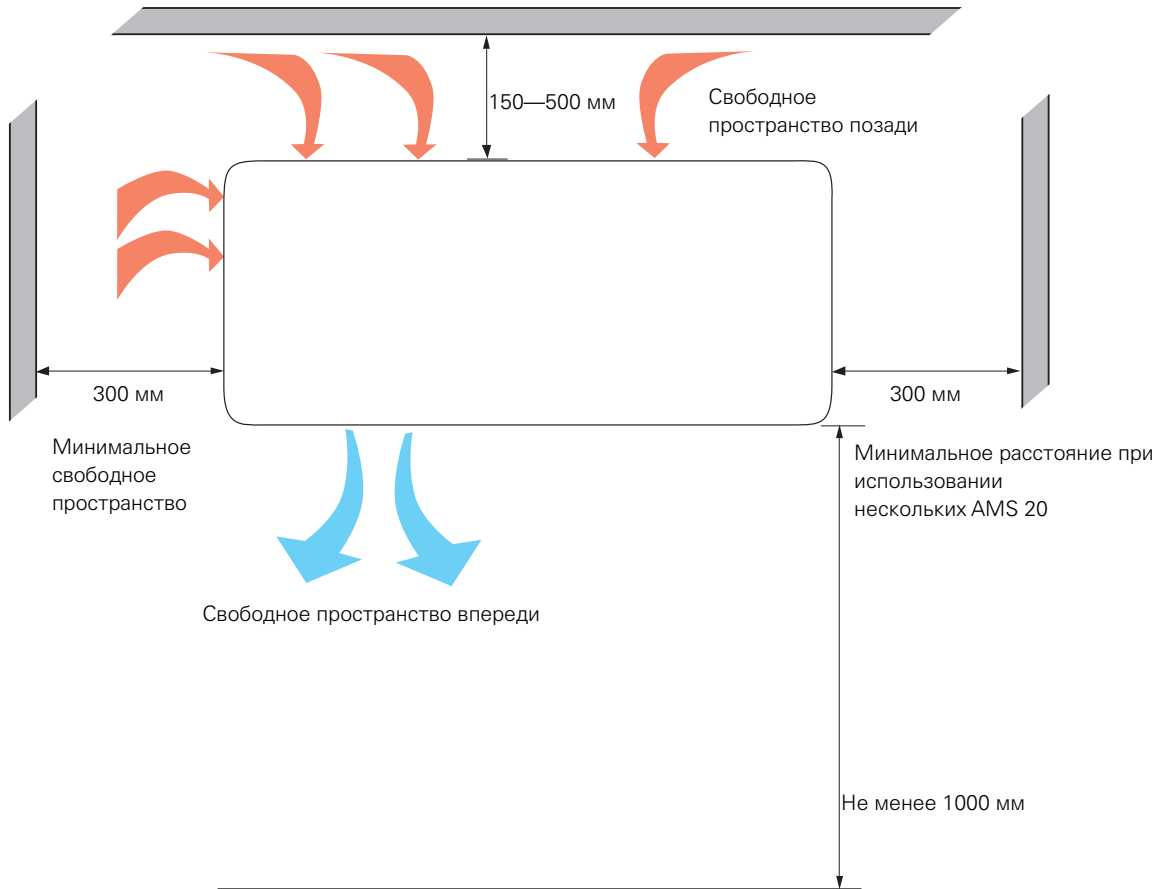 150—500 мм
Свободное
пространство позади
300 мм
300 мм
Минимальное
свободное
пространство
Минимальное расстояние при
использовании
нескольких AMS 20
Свободное пространство впереди
Не менее 1000 мм